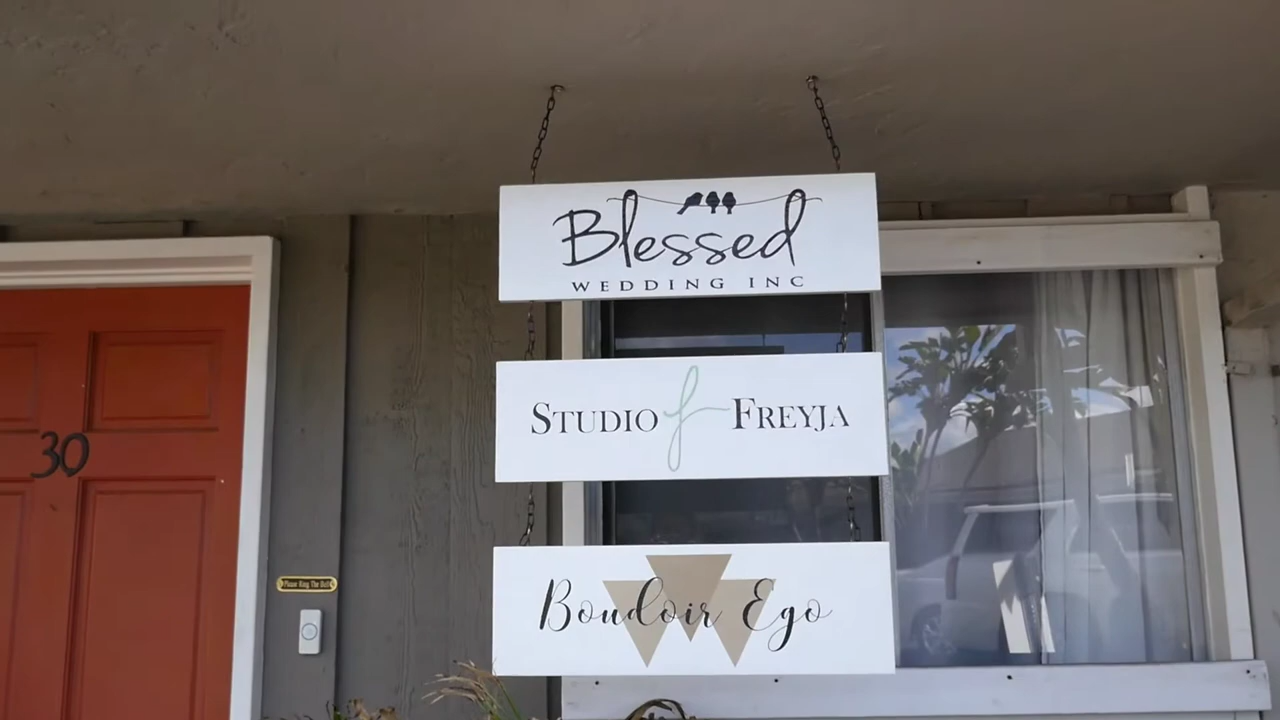 Blessed
WEDDING INC
STUDIO f FREYJA
Boudoir Ego
30
Please Ring The Bell